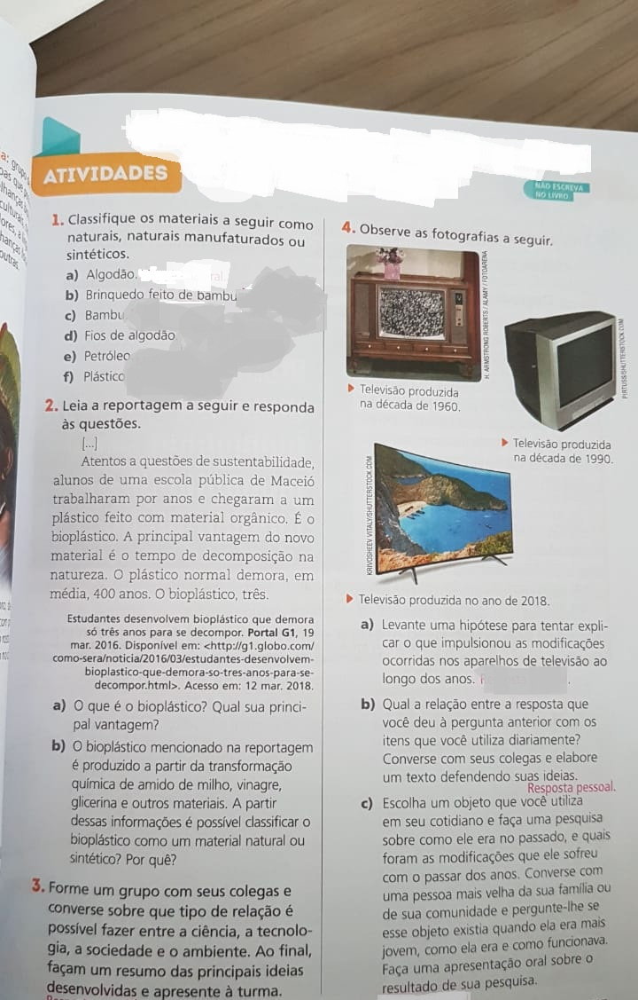 ATIVIDADES
NÃO ESCREVA
NO LIVRO.
1. Classifique os materiais a seguir como
naturais, naturais manufaturados ou
sintéticos.
a) Algodão.
b) Brinquedo feito de bambu
c) Bambu
d) Fios de algodão
e) Petróleo
f) Plástico
2. Leia a reportagem a seguir e responda
às questões.
[...]
Atentos a questões de sustentabilidade,
alunos de uma escola pública de Maceió
trabalharam por anos e chegaram a um
plástico feito com material orgânico. É o
bioplástico. A principal vantagem do novo
material é o tempo de decomposição na
natureza. O plástico normal demora, em
média, 400 anos. O bioplástico, três.
Estudantes desenvolvem bioplástico que demora
só três anos para se decompor. Portal G1, 19
mar. 2016. Disponível em: <http://g1.globo.com/
como-sera/noticia/2016/03/estudantes-desenvolvem-
bioplastico-que-demora-so-tres-anos-para-se-
decompor.html>. Acesso em: 12 mar. 2018.
a) O que é o bioplástico? Qual sua princi-
pal vantagem?
b) O bioplástico mencionado na reportagem
é produzido a partir da transformação
química de amido de milho, vinagre,
glicerina e outros materiais. A partir
dessas informações é possível classificar o
bioplástico como um material natural ou
sintético? Por quê?
3. Forme um grupo com seus colegas e
converse sobre que tipo de relação é
possível fazer entre a ciência, a tecnolo-
gia, a sociedade e o ambiente. Ao final,
façam um resumo das principais ideias
desenvolvidas e apresente à turma.
4. Observe as fotografias a seguir.
H. ARMSTRONG ROBERTS / ALAMY / FOTOARENA
Televisão produzida
na década de 1960.
PIRTUSS/SHUTTERSTOCK.COM
Televisão produzida
na década de 1990.
KRIVOSHEEV VITALY/SHUTTERSTOCK.COM
Televisão produzida no ano de 2018.
a) Levante uma hipótese para tentar expli-
car o que impulsionou as modificações
ocorridas nos aparelhos de televisão ao
longo dos anos.
b) Qual a relação entre a resposta que
você deu à pergunta anterior com os
itens que você utiliza diariamente?
Converse com seus colegas e elabore
um texto defendendo suas ideias.
Resposta pessoal.
c) Escolha um objeto que você utiliza
em seu cotidiano e faça uma pesquisa
sobre como ele era no passado, e quais
foram as modificações que ele sofreu
com o passar dos anos. Converse com
uma pessoa mais velha da sua família ou
de sua comunidade e pergunte-lhe se
esse objeto existia quando ela era mais
jovem, como ela era e como funcionava.
Faça uma apresentação oral sobre o
resultado de sua pesquisa.